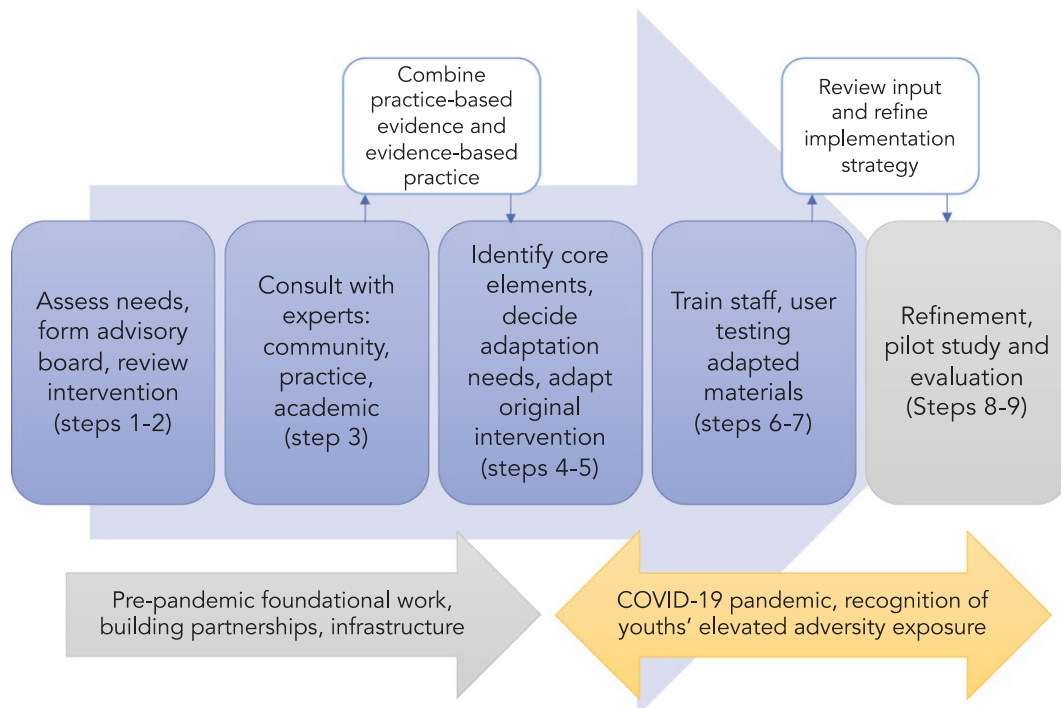 Combine
practice-based
evidence and
evidence-based
practice
Review input
and refine
implementation
strategy
Assess needs,
form advisory
board, review
intervention
(steps 1-2)
Consult with
experts:
community,
practice,
academic
(step 3)
Identify core
elements,
decide
adaptation
needs, adapt
original
intervention
(steps 4-5)
Train staff, user
testing
adapted
materials
(steps 6-7)
Refinement,
pilot study and
evaluation
(Steps 8-9)
Pre-pandemic foundational work,
building partnerships, infrastructure
COVID-19 pandemic, recognition of
youths’ elevated adversity exposure